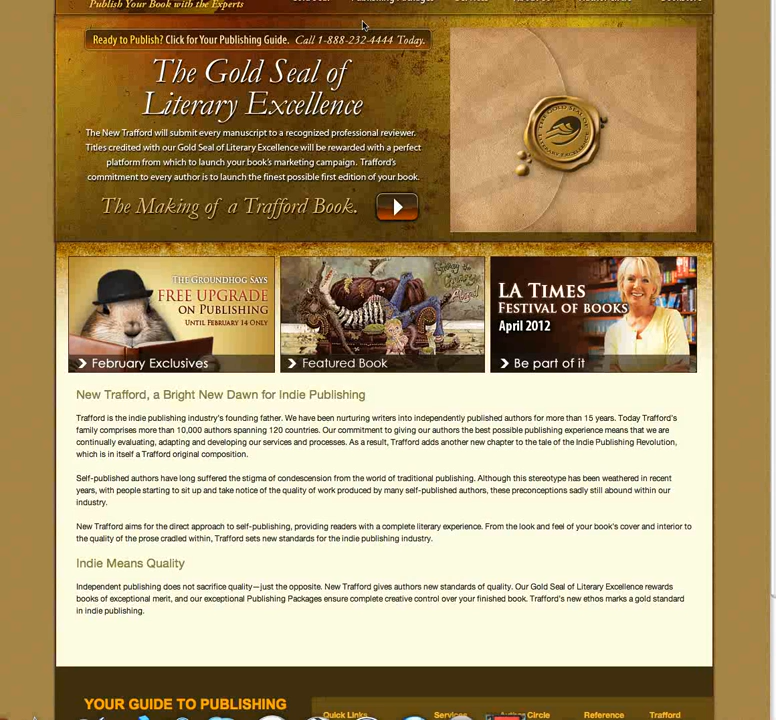 Publish Your Book with the Experts
Ready to Publish? Click for Your Publishing Guide. Call 1-888-232-4444 Today.
The Gold Seal of
Literary Excellence
The New Trafford will submit every manuscript to a recognized professional reviewer.
Titles credited with our Gold Seal of Literary Excellence will be rewarded with a perfect
platform from which to launch your book's marketing campaign. Trafford's
commitment to every author is to launch the finest possible first edition of your book.
The Making of a Trafford Book.
THE GROUNDHOG SAYS
FREE UPGRADE
ON PUBLISHING
UNTIL FEBRUARY 14 ONLY
February Exclusives
Featured Book
LA TIMES
FESTIVAL OF BOOKS
April 2012
Be part of it
New Trafford, a Bright New Dawn for Indie Publishing
Trafford is the indie publishing industry's founding father. We have been nurturing writers into independently published authors for more than 15 years. Today Trafford's
family comprises more than 10,000 authors spanning 120 countries. Our commitment to giving our authors the best possible publishing experience means that we are
continually evaluating, adapting and developing our services and processes. As a result, Trafford adds another new chapter to the tale of the Indie Publishing Revolution,
which is in itself a Trafford original composition.
Self-published authors have long suffered the stigma of condescension from the world of traditional publishing. Although this stereotype has been weathered in recent
years, with people starting to sit up and take notice of the quality of work produced by many self-published authors, these preconceptions sadly still abound within our
industry.
New Trafford aims for the direct approach to self-publishing, providing readers with a complete literary experience. From the look and feel of your book's cover and interior to
the quality of the prose cradled within, Trafford sets new standards for the indie publishing industry.
Indie Means Quality
Independent publishing does not sacrifice quality—just the opposite. New Trafford gives authors new standards of quality. Our Gold Seal of Literary Excellence rewards
books of exceptional merit, and our exceptional Publishing Packages ensure complete creative control over your finished book. Trafford's new ethos marks a gold standard
in indie publishing.
YOUR GUIDE TO PUBLISHING
Quick Links Services Author Circle Reference Trafford